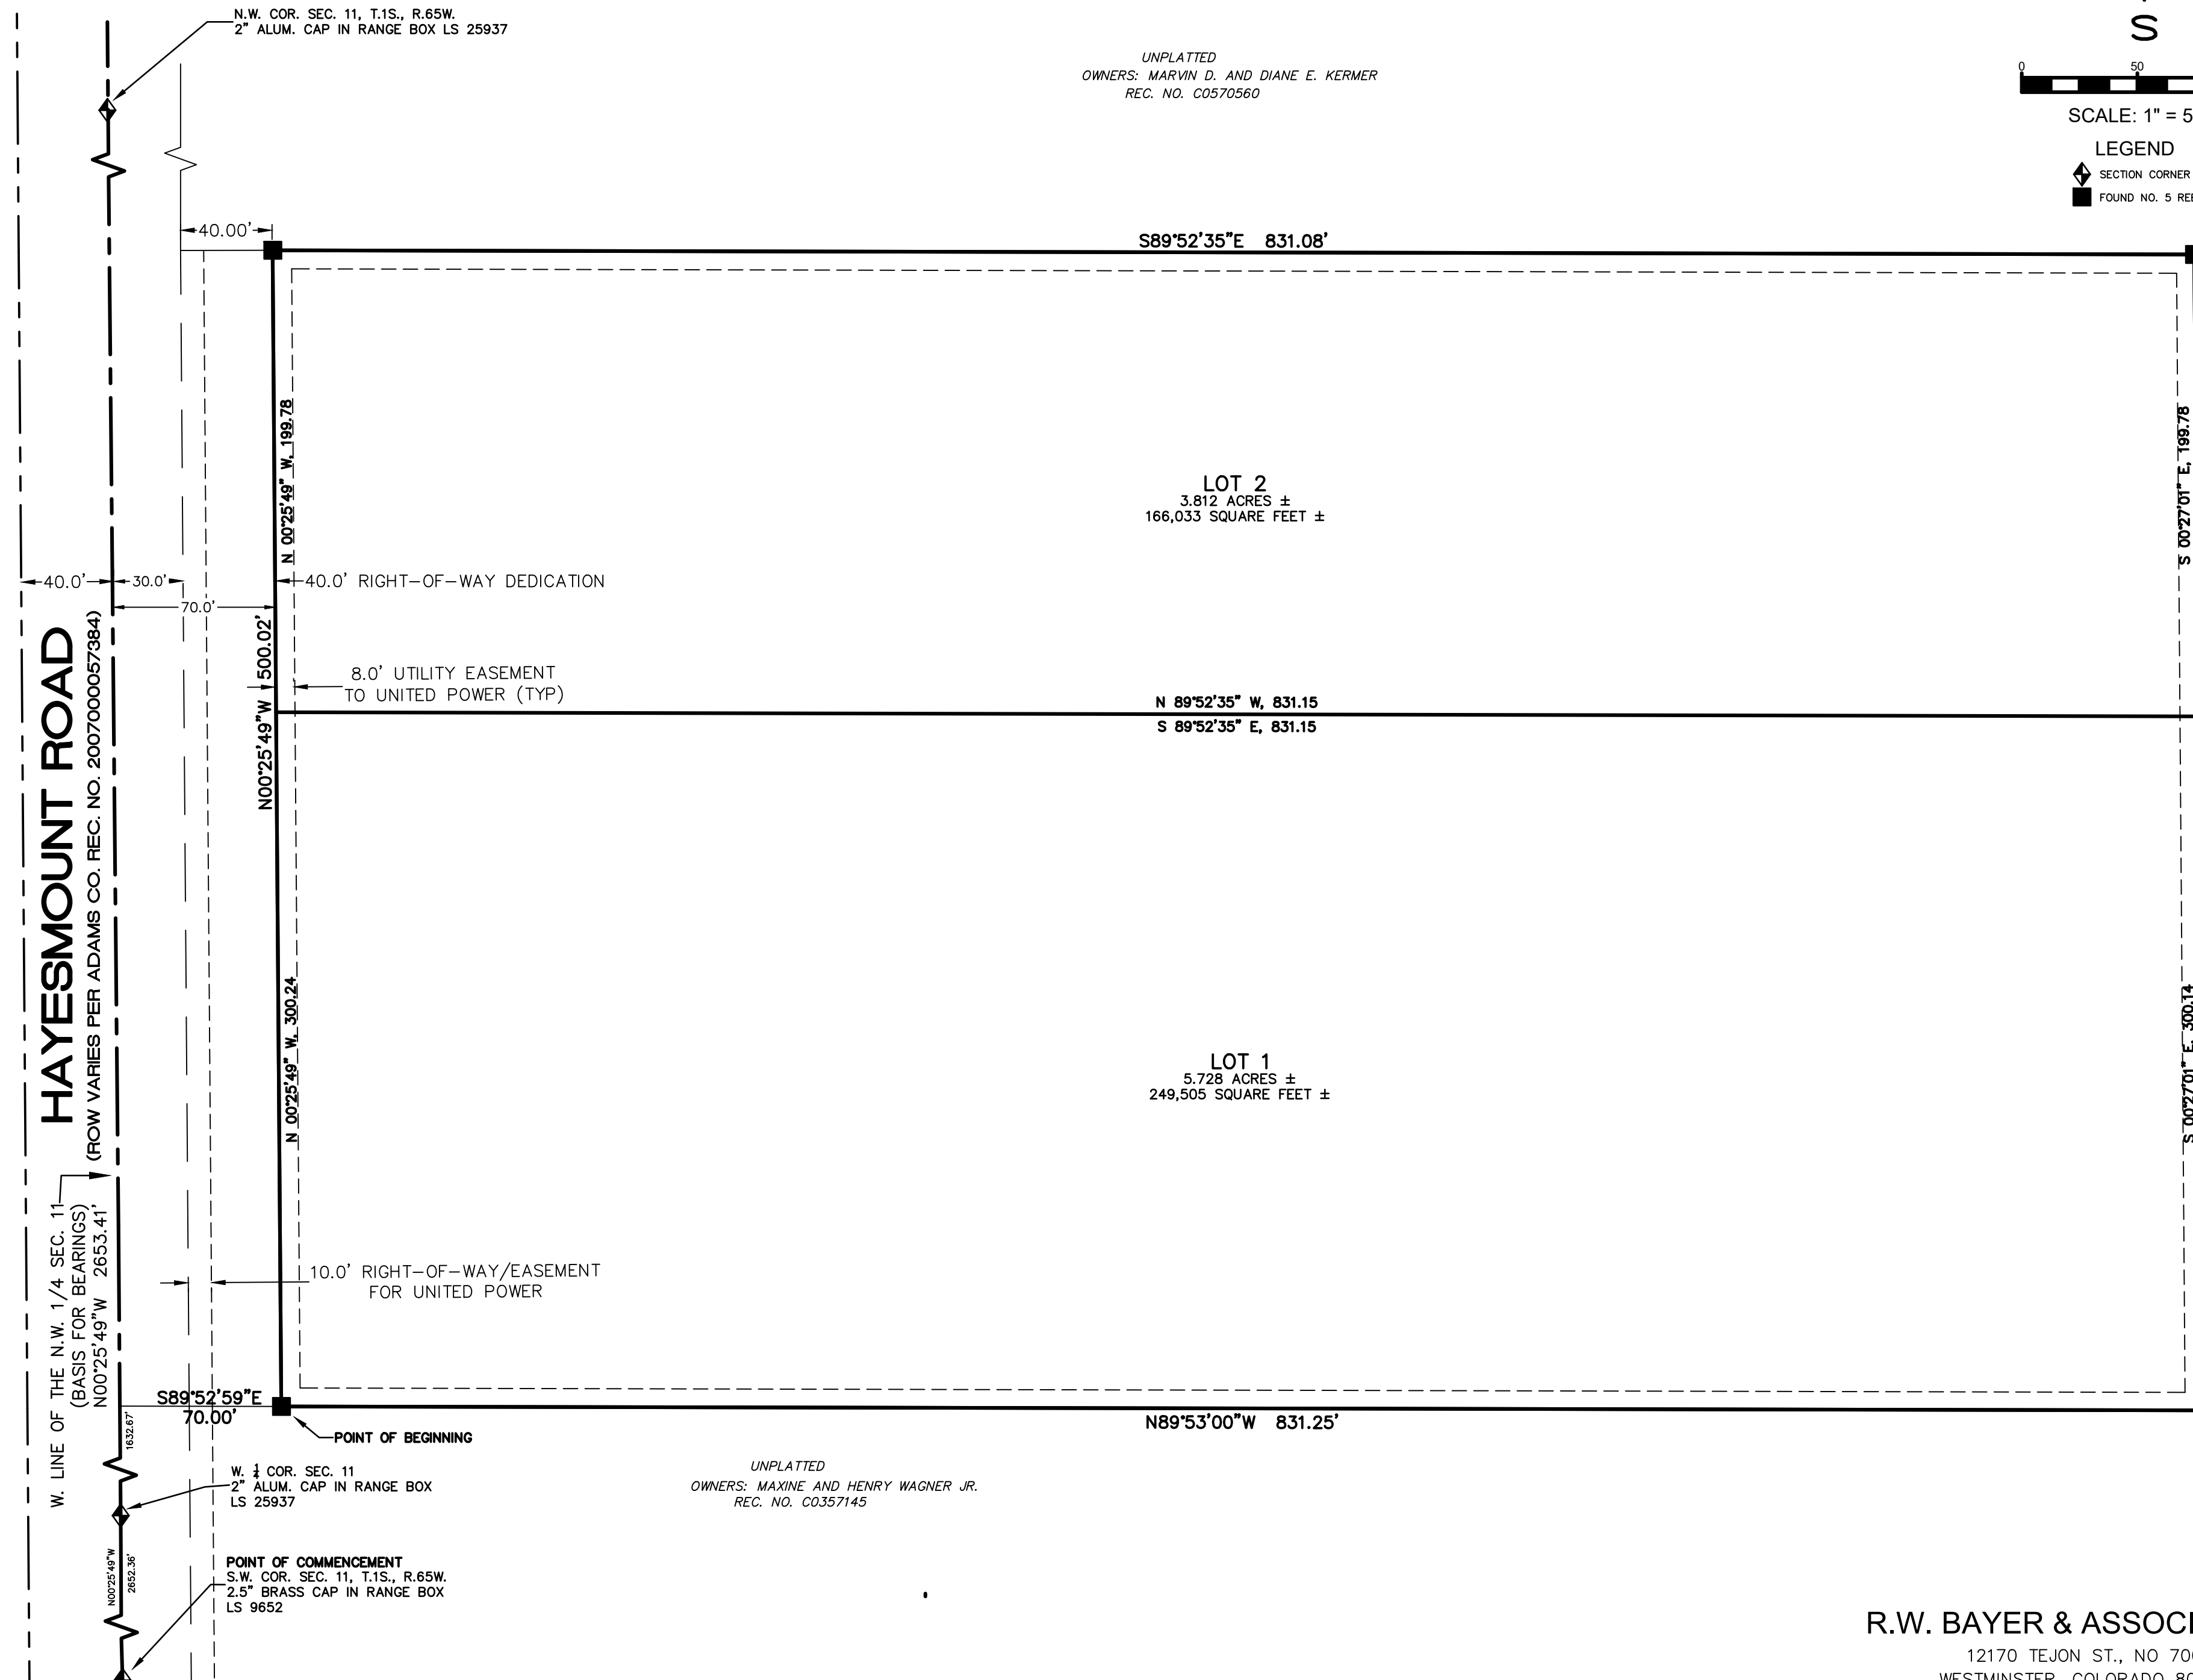 N.W. COR. SEC. 11, T.1S., R.65W.
2" ALUM. CAP IN RANGE BOX LS 25937
UNPLATTED
OWNERS: MARVIN D. AND DIANE E. KERMER
REC. NO. C0570560
S
0 50
SCALE: 1" = 5
LEGEND
SECTION CORNER
FOUND NO. 5 REB
40.00'
S89°52'35"E 831.08'
N 00°25'49" W, 199.78
S 00°27'01" E, 199.78
LOT 2
3.812 ACRES ±
166,033 SQUARE FEET ±
40.0'
30.0'
40.0' RIGHT-OF-WAY DEDICATION
70.0'
N00°25'49"W 500.02'
8.0' UTILITY EASEMENT
TO UNITED POWER (TYP)
N 89°52'35" W, 831.15
S 89°52'35" E, 831.15
HAYESMOUNT ROAD
(ROW VARIES PER ADAMS CO. REC. NO. 2007000057384)
N 00°25'49" W, 300.24
S 00°27'01" E, 300.14
LOT 1
5.728 ACRES ±
249,505 SQUARE FEET ±
W. LINE OF THE N.W. 1/4 SEC. 11
(BASIS FOR BEARINGS)
N00°25'49"W 2653.41'
10.0' RIGHT-OF-WAY/EASEMENT
FOR UNITED POWER
S89°52'59"E
70.00'
N89°53'00"W 831.25'
POINT OF BEGINNING
1632.67'
W. 1/4 COR. SEC. 11
2" ALUM. CAP IN RANGE BOX
LS 25937
UNPLATTED
OWNERS: MAXINE AND HENRY WAGNER JR.
REC. NO. C0357145
N00°25'49"W
2652.36'
POINT OF COMMENCEMENT
S.W. COR. SEC. 11, T.1S., R.65W.
2.5" BRASS CAP IN RANGE BOX
LS 9652
R.W. BAYER & ASSOCI
12170 TEJON ST., NO 700
WESTMINSTER, COLORADO 80